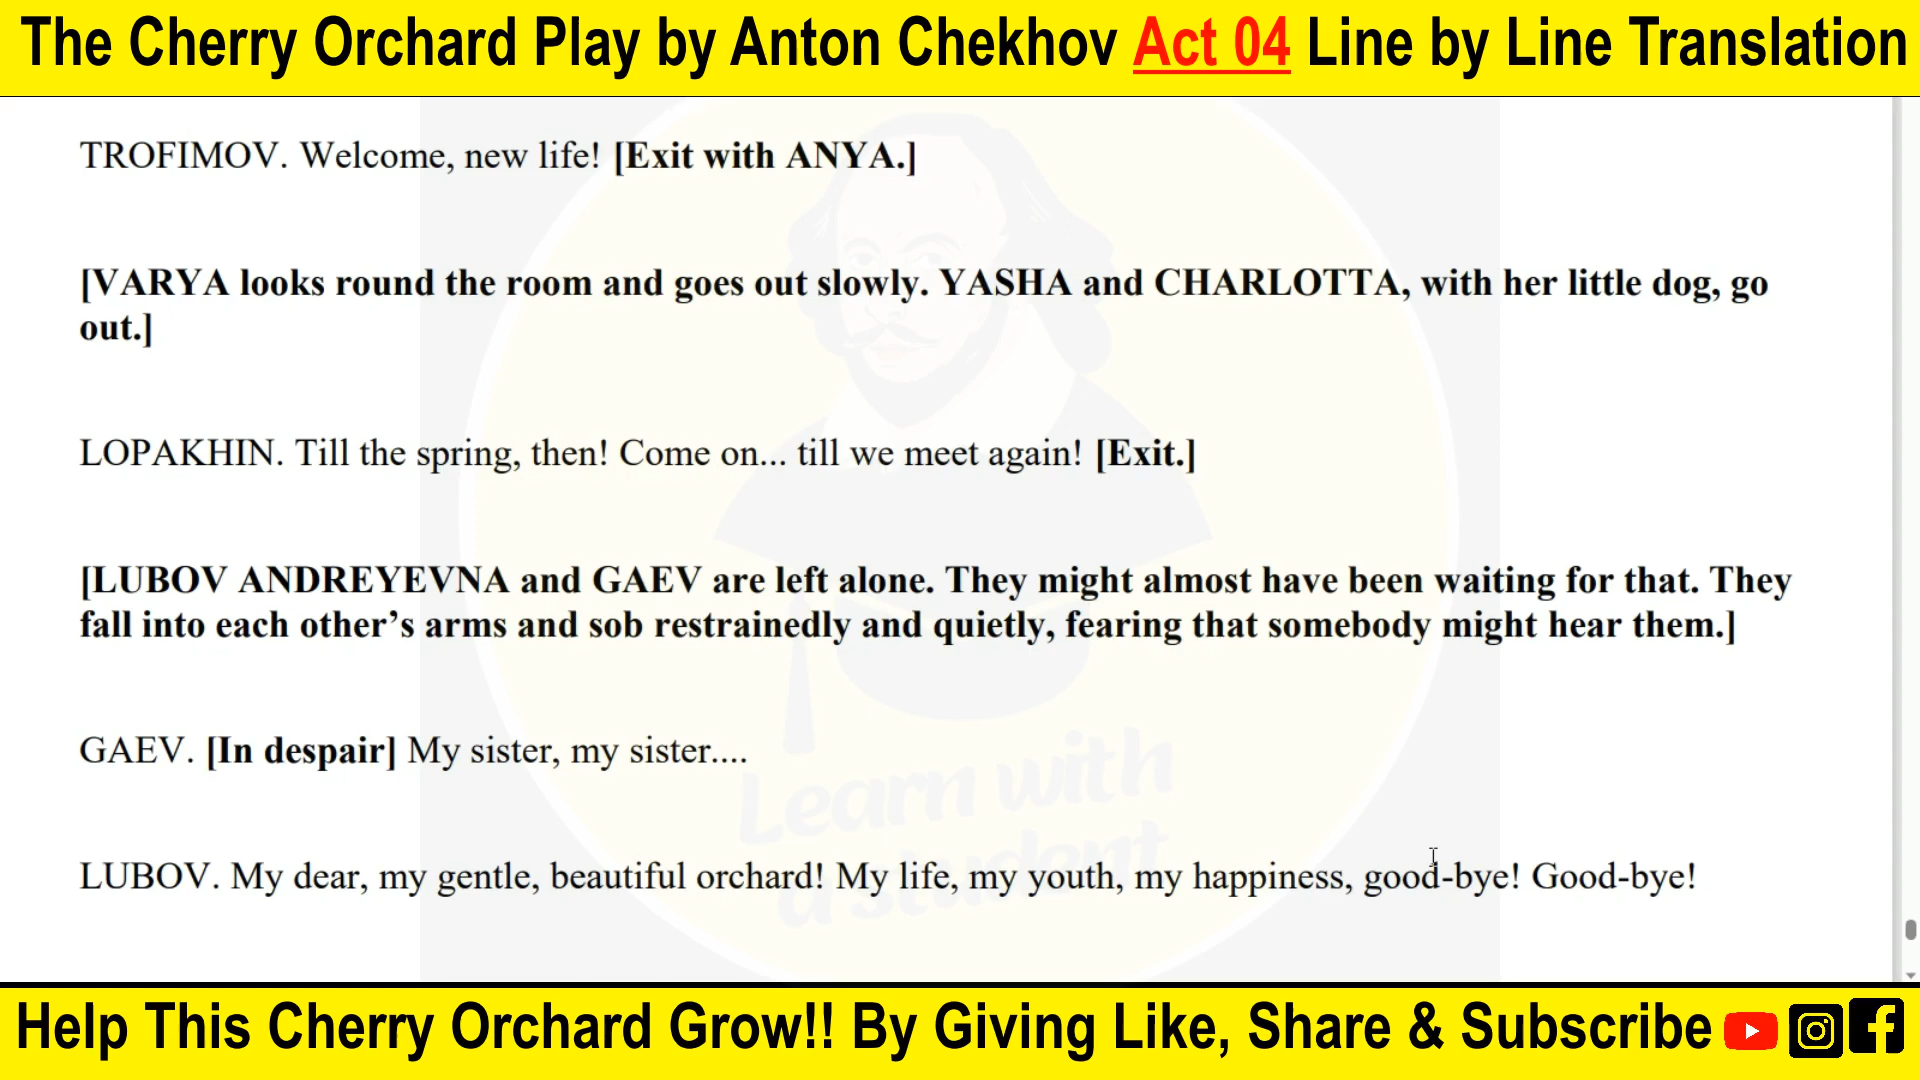 The Cherry Orchard Play by Anton Chekhov Act 04 Line by Line Translation
TROFIMOV. Welcome, new life! [Exit with ANYA.]
[VARYA looks round the room and goes out slowly. YASHA and CHARLOTTA, with her little dog, go
out.]
LOPAKHIN. Till the spring, then! Come on... till we meet again! [Exit.]
[LUBOV ANDREYEVNA and GAEV are left alone. They might almost have been waiting for that. They
fall into each other’s arms and sob restrainedly and quietly, fearing that somebody might hear them.]
GAEV. [In despair] My sister, my sister....
Learn with
a student
LUBOV. My dear, my gentle, beautiful orchard! My life, my youth, my happiness, good-bye! Good-bye!
Help This Cherry Orchard Grow!! By Giving Like, Share & Subscribe